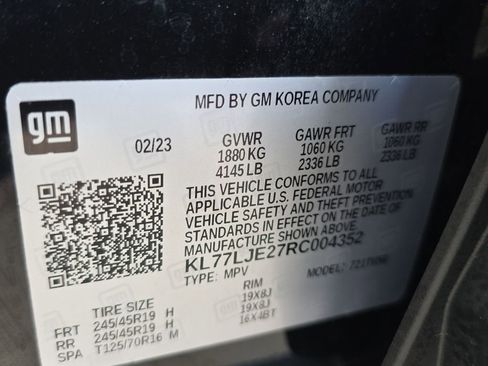 gm
MFD BY GM KOREA COMPANY
02/23 GVWR GAWR FRT GAWR RR
1880 KG 1060 KG 1060 KG
4145 LB 2336 LB 2336 LB
THIS VEHICLE CONFORMS TO ALL
APPLICABLE U.S. FEDERAL MOTOR
VEHICLE SAFETY AND THEFT PREVENTION
STANDARDS IN EFFECT ON THE DATE OF
MANUFACTURE SHOWN ABOVE.
KL77LJE27RC004352
TYPE: MPV MODEL:
TIRE SIZE RIM
FRT 245/45R19 H 19X8J
RR 245/45R19 H 19X8J
SPA T125/70R16 M 16X4BT